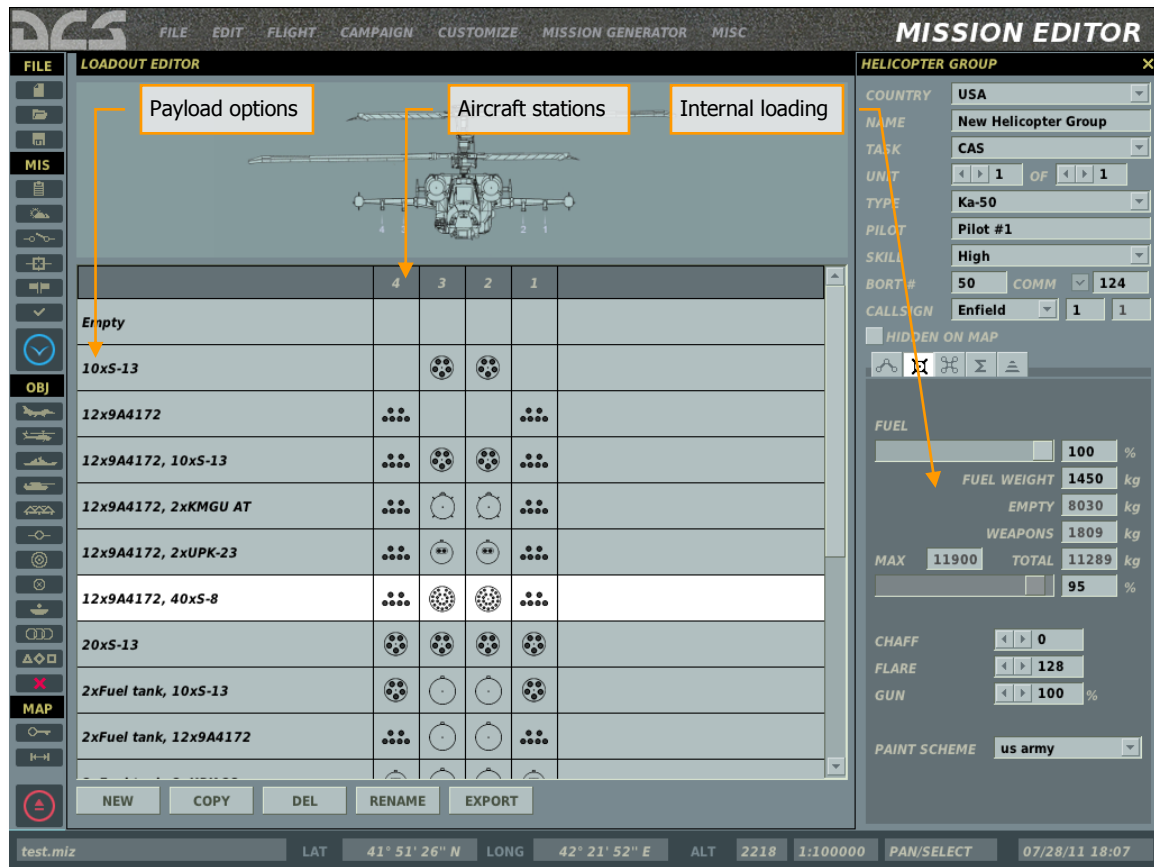 DCS FILE EDIT FLIGHT CAMPAIGN CUSTOMIZE MISSION GENERATOR MISC MISSION EDITOR
FILE
MIS
OBJ
MAP
LOADOUT EDITOR
Payload options
Aircraft stations
Internal loading
4 3 2 1
4 3 2 1
Empty
10xS-13
12x9A4172
12x9A4172, 10xS-13
12x9A4172, 2xKMGU AT
12x9A4172, 2xUPK-23
12x9A4172, 40xS-8
20xS-13
2xFuel tank, 10xS-13
2xFuel tank, 12x9A4172
NEW COPY DEL RENAME EXPORT
HELICOPTER GROUP
COUNTRY USA
NAME New Helicopter Group
TASK CAS
UNIT 1 OF 1
TYPE Ka-50
PILOT Pilot #1
SKILL High
BORT # 50 COMM 124
CALLSIGN Enfield 1 1
HIDDEN ON MAP
FUEL
100 %
FUEL WEIGHT 1450 kg
EMPTY 8030 kg
WEAPONS 1809 kg
MAX 11900 TOTAL 11289 kg
95 %
CHAFF 0
FLARE 128
GUN 100 %
PAINT SCHEME us army
test.miz LAT 41° 51' 26" N LONG 42° 21' 52" E ALT 2218 1:100000 PAN/SELECT 07/28/11 18:07